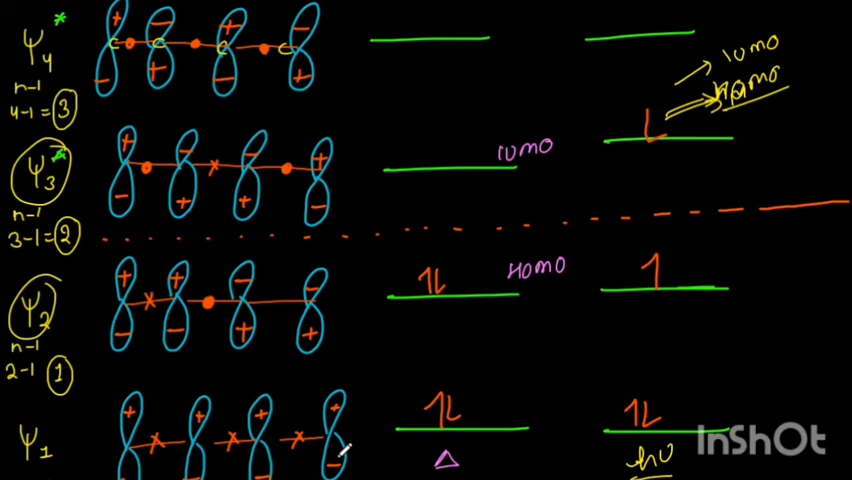 ψ4*
+ − + −
C C C C
− + − +
n-1
4-1=3
LUMO
HOMO
ψ3*
+ − − +
LUMO
− + + −
n-1
3-1=2
ψ2
+ + − −
HOMO
− − + +
n-1
2-1 1
ψ1
+ + + +
− − − −
Δ
hυ
InShOt